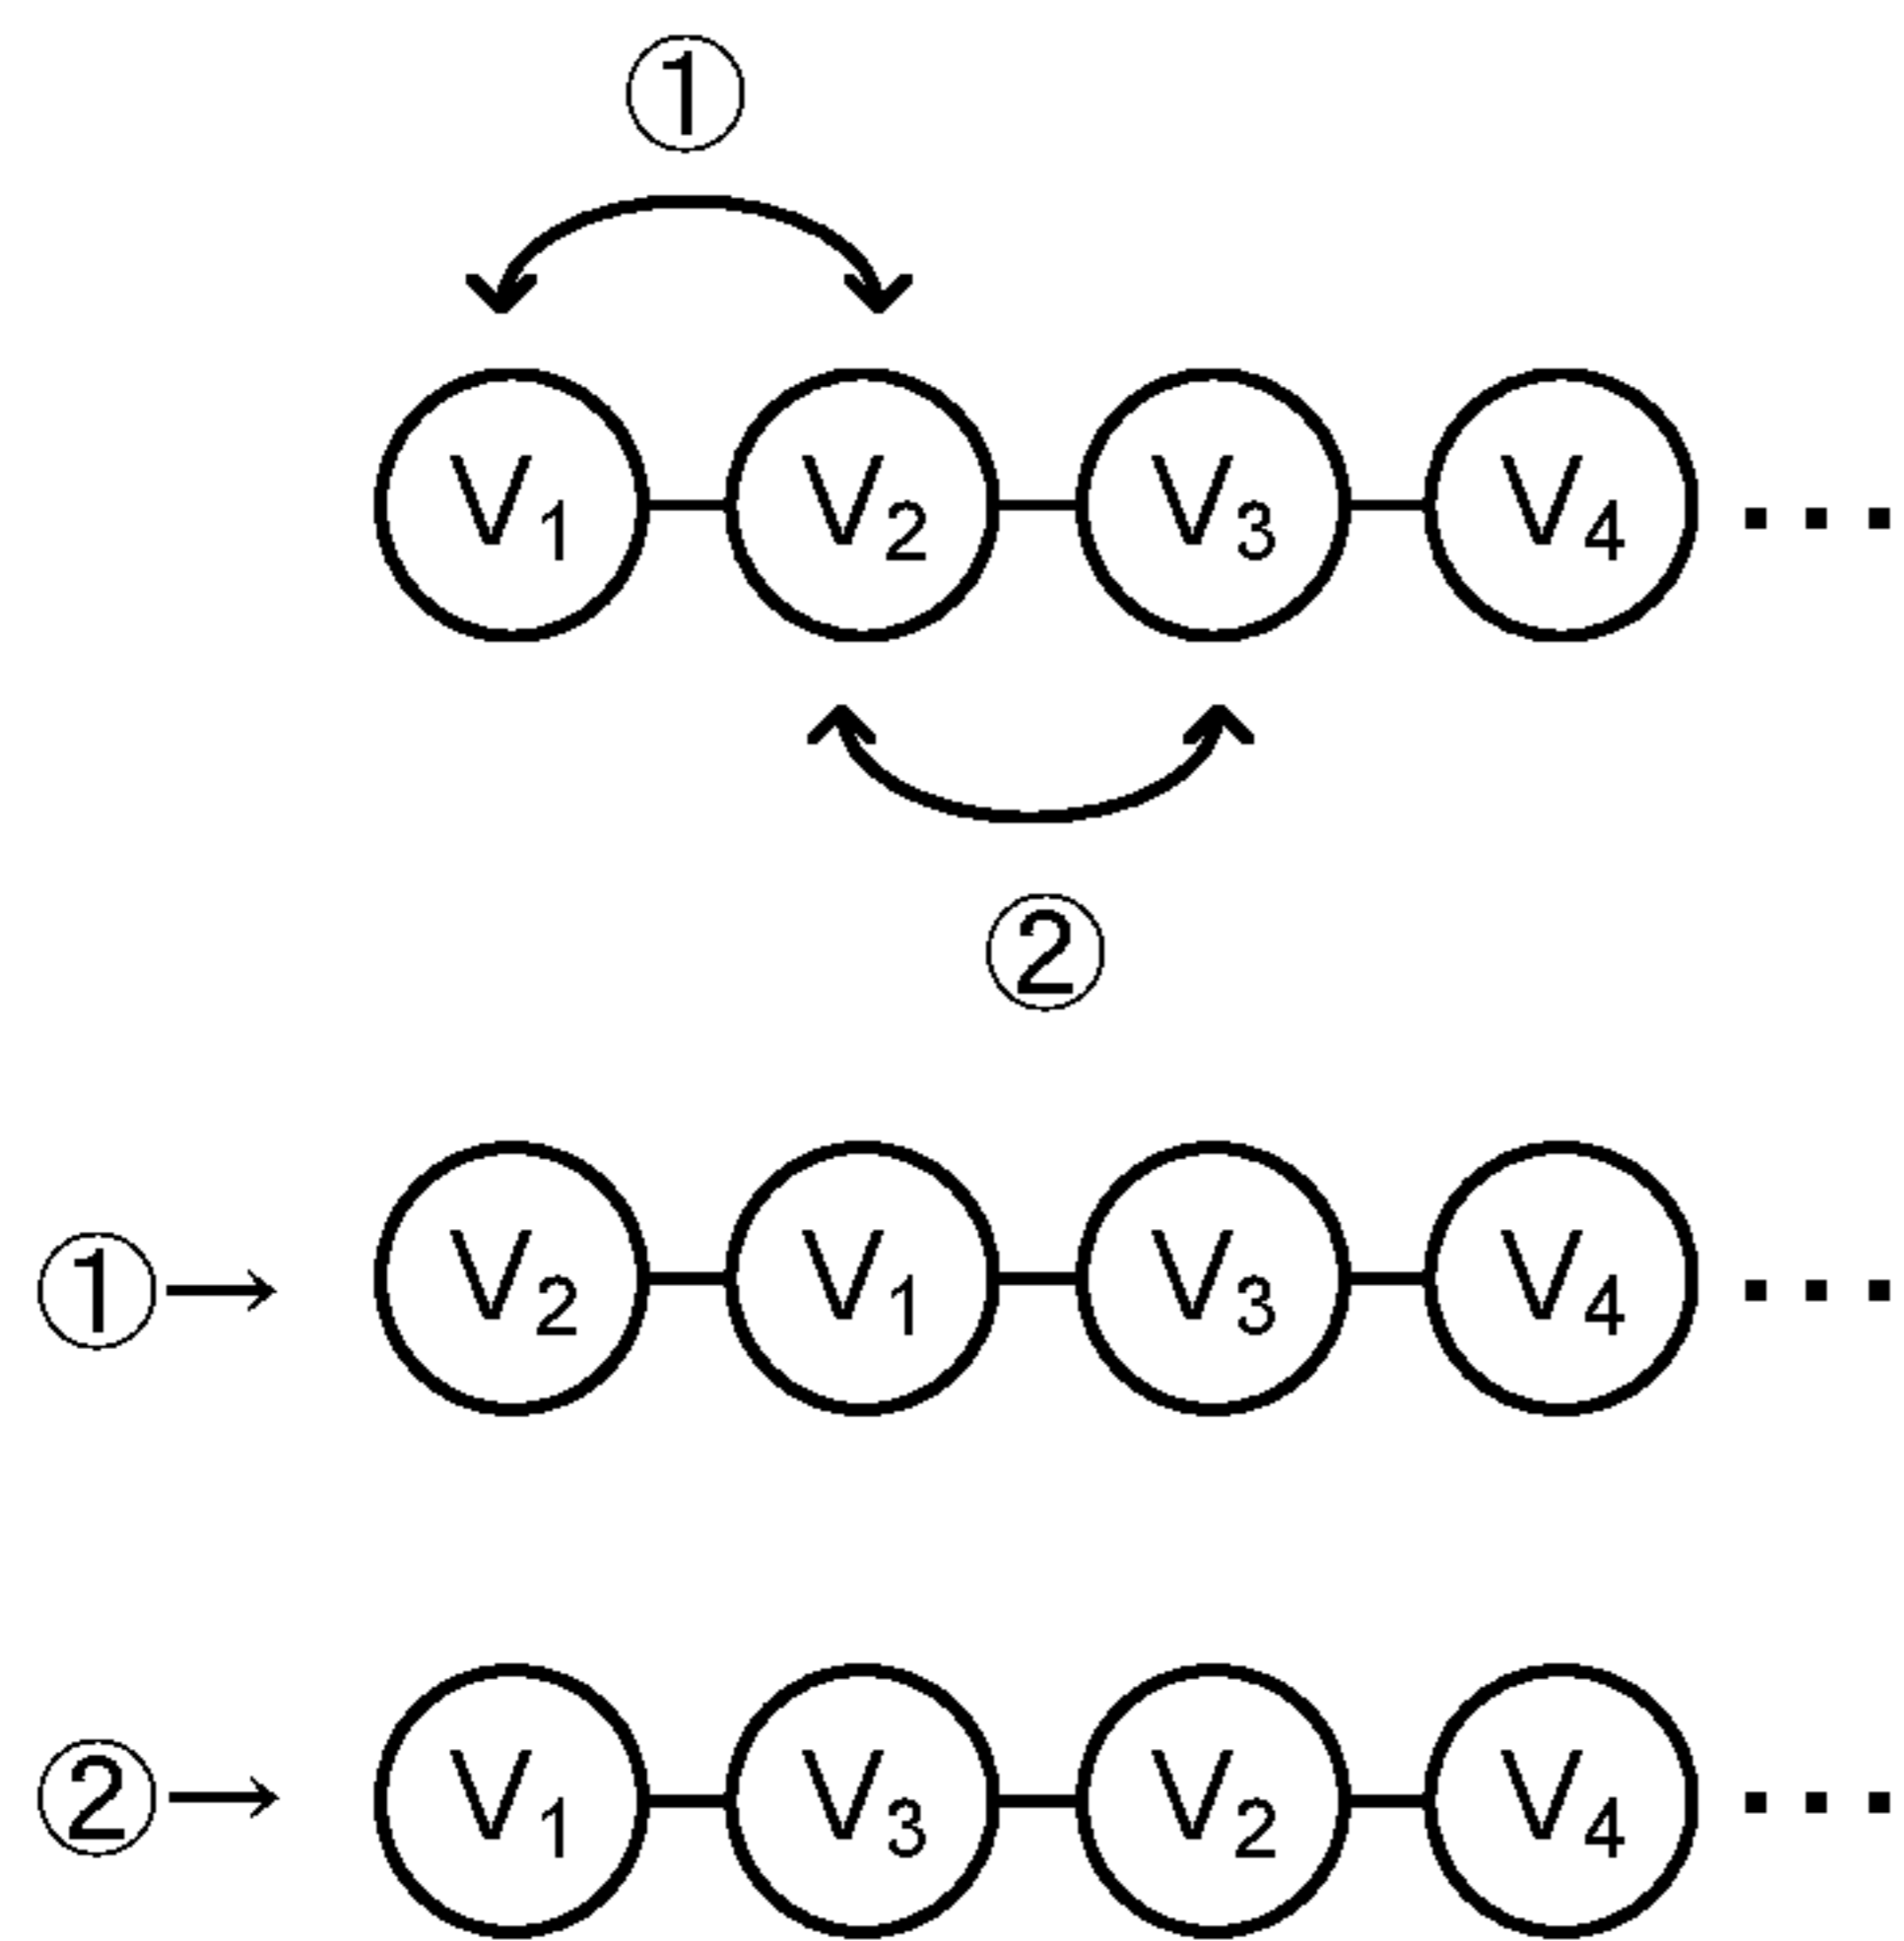 ①
V₁ V₂ V₃ V₄ ...
②
① → V₂ V₁ V₃ V₄ ...
② → V₁ V₃ V₂ V₄ ...